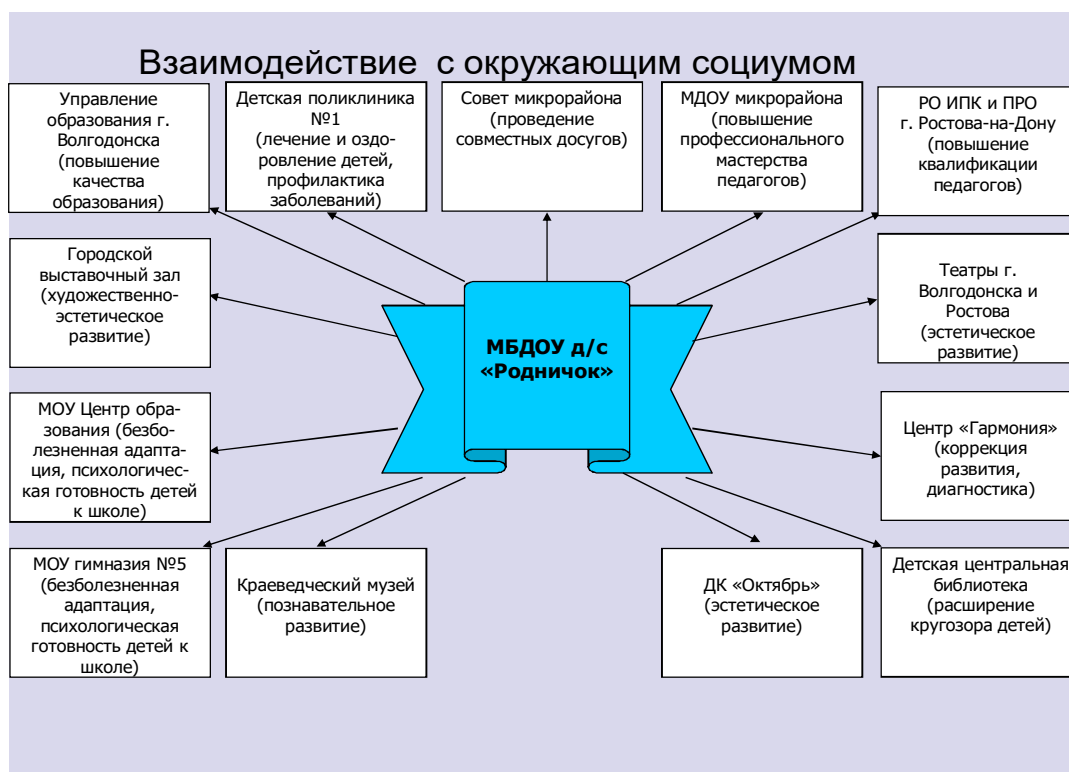 Взаимодействие с окружающим социумом
Управление
образования г.
Волгодонска
(повышение
качества
образования)
Детская поликлиника
№1
(лечение и оздо-
ровление детей,
профилактика
заболеваний)
Совет микрорайона
(проведение
совместных досугов)
МДОУ микрорайона
(повышение
профессионального
мастерства
педагогов)
РО ИПК и ПРО
г. Ростова-на-Дону
(повышение
квалификации
педагогов)
Городской
выставочный зал
(художественно-
эстетическое
развитие)
МБДОУ д/с
«Родничок»
Театры г.
Волгодонска и
Ростова
(эстетическое
развитие)
МОУ Центр обра-
зования (безбо-
лезненная адапта-
ция, психологичес-
кая готовность детей
к школе)
Центр «Гармония»
(коррекция
развития,
диагностика)
МОУ гимназия №5
(безболезненная
адаптация,
психологическая
готовность детей к
школе)
Краеведческий музей
(познавательное
развитие)
ДК «Октябрь»
(эстетическое
развитие)
Детская центральная
библиотека
(расширение
кругозора детей)